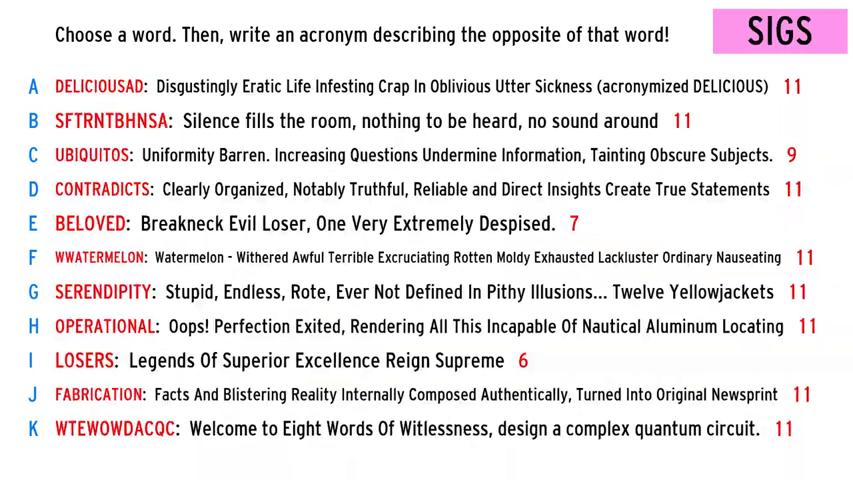 Choose a word. Then, write an acronym describing the opposite of that word!
SIGS
A DELICIOUSAD: Disgustingly Eratic Life Infesting Crap In Oblivious Utter Sickness (acronymized DELICIOUS) 11
B SFTRNTBHNSA: Silence fills the room, nothing to be heard, no sound around 11
C UBIQUITOS: Uniformity Barren. Increasing Questions Undermine Information, Tainting Obscure Subjects. 9
D CONTRADICTS: Clearly Organized, Notably Truthful, Reliable and Direct Insights Create True Statements 11
E BELOVED: Breakneck Evil Loser, One Very Extremely Despised. 7
F WWATERMELON: Watermelon - Withered Awful Terrible Excruciating Rotten Moldy Exhausted Lackluster Ordinary Nauseating 11
G SERENDIPITY: Stupid, Endless, Rote, Ever Not Defined In Pithy Illusions... Twelve Yellowjackets 11
H OPERATIONAL: Oops! Perfection Exited, Rendering All This Incapable Of Nautical Aluminum Locating 11
I LOSERS: Legends Of Superior Excellence Reign Supreme 6
J FABRICATION: Facts And Blistering Reality Internally Composed Authentically, Turned Into Original Newsprint 11
K WTEWOWDACQC: Welcome to Eight Words Of Witlessness, design a complex quantum circuit. 11